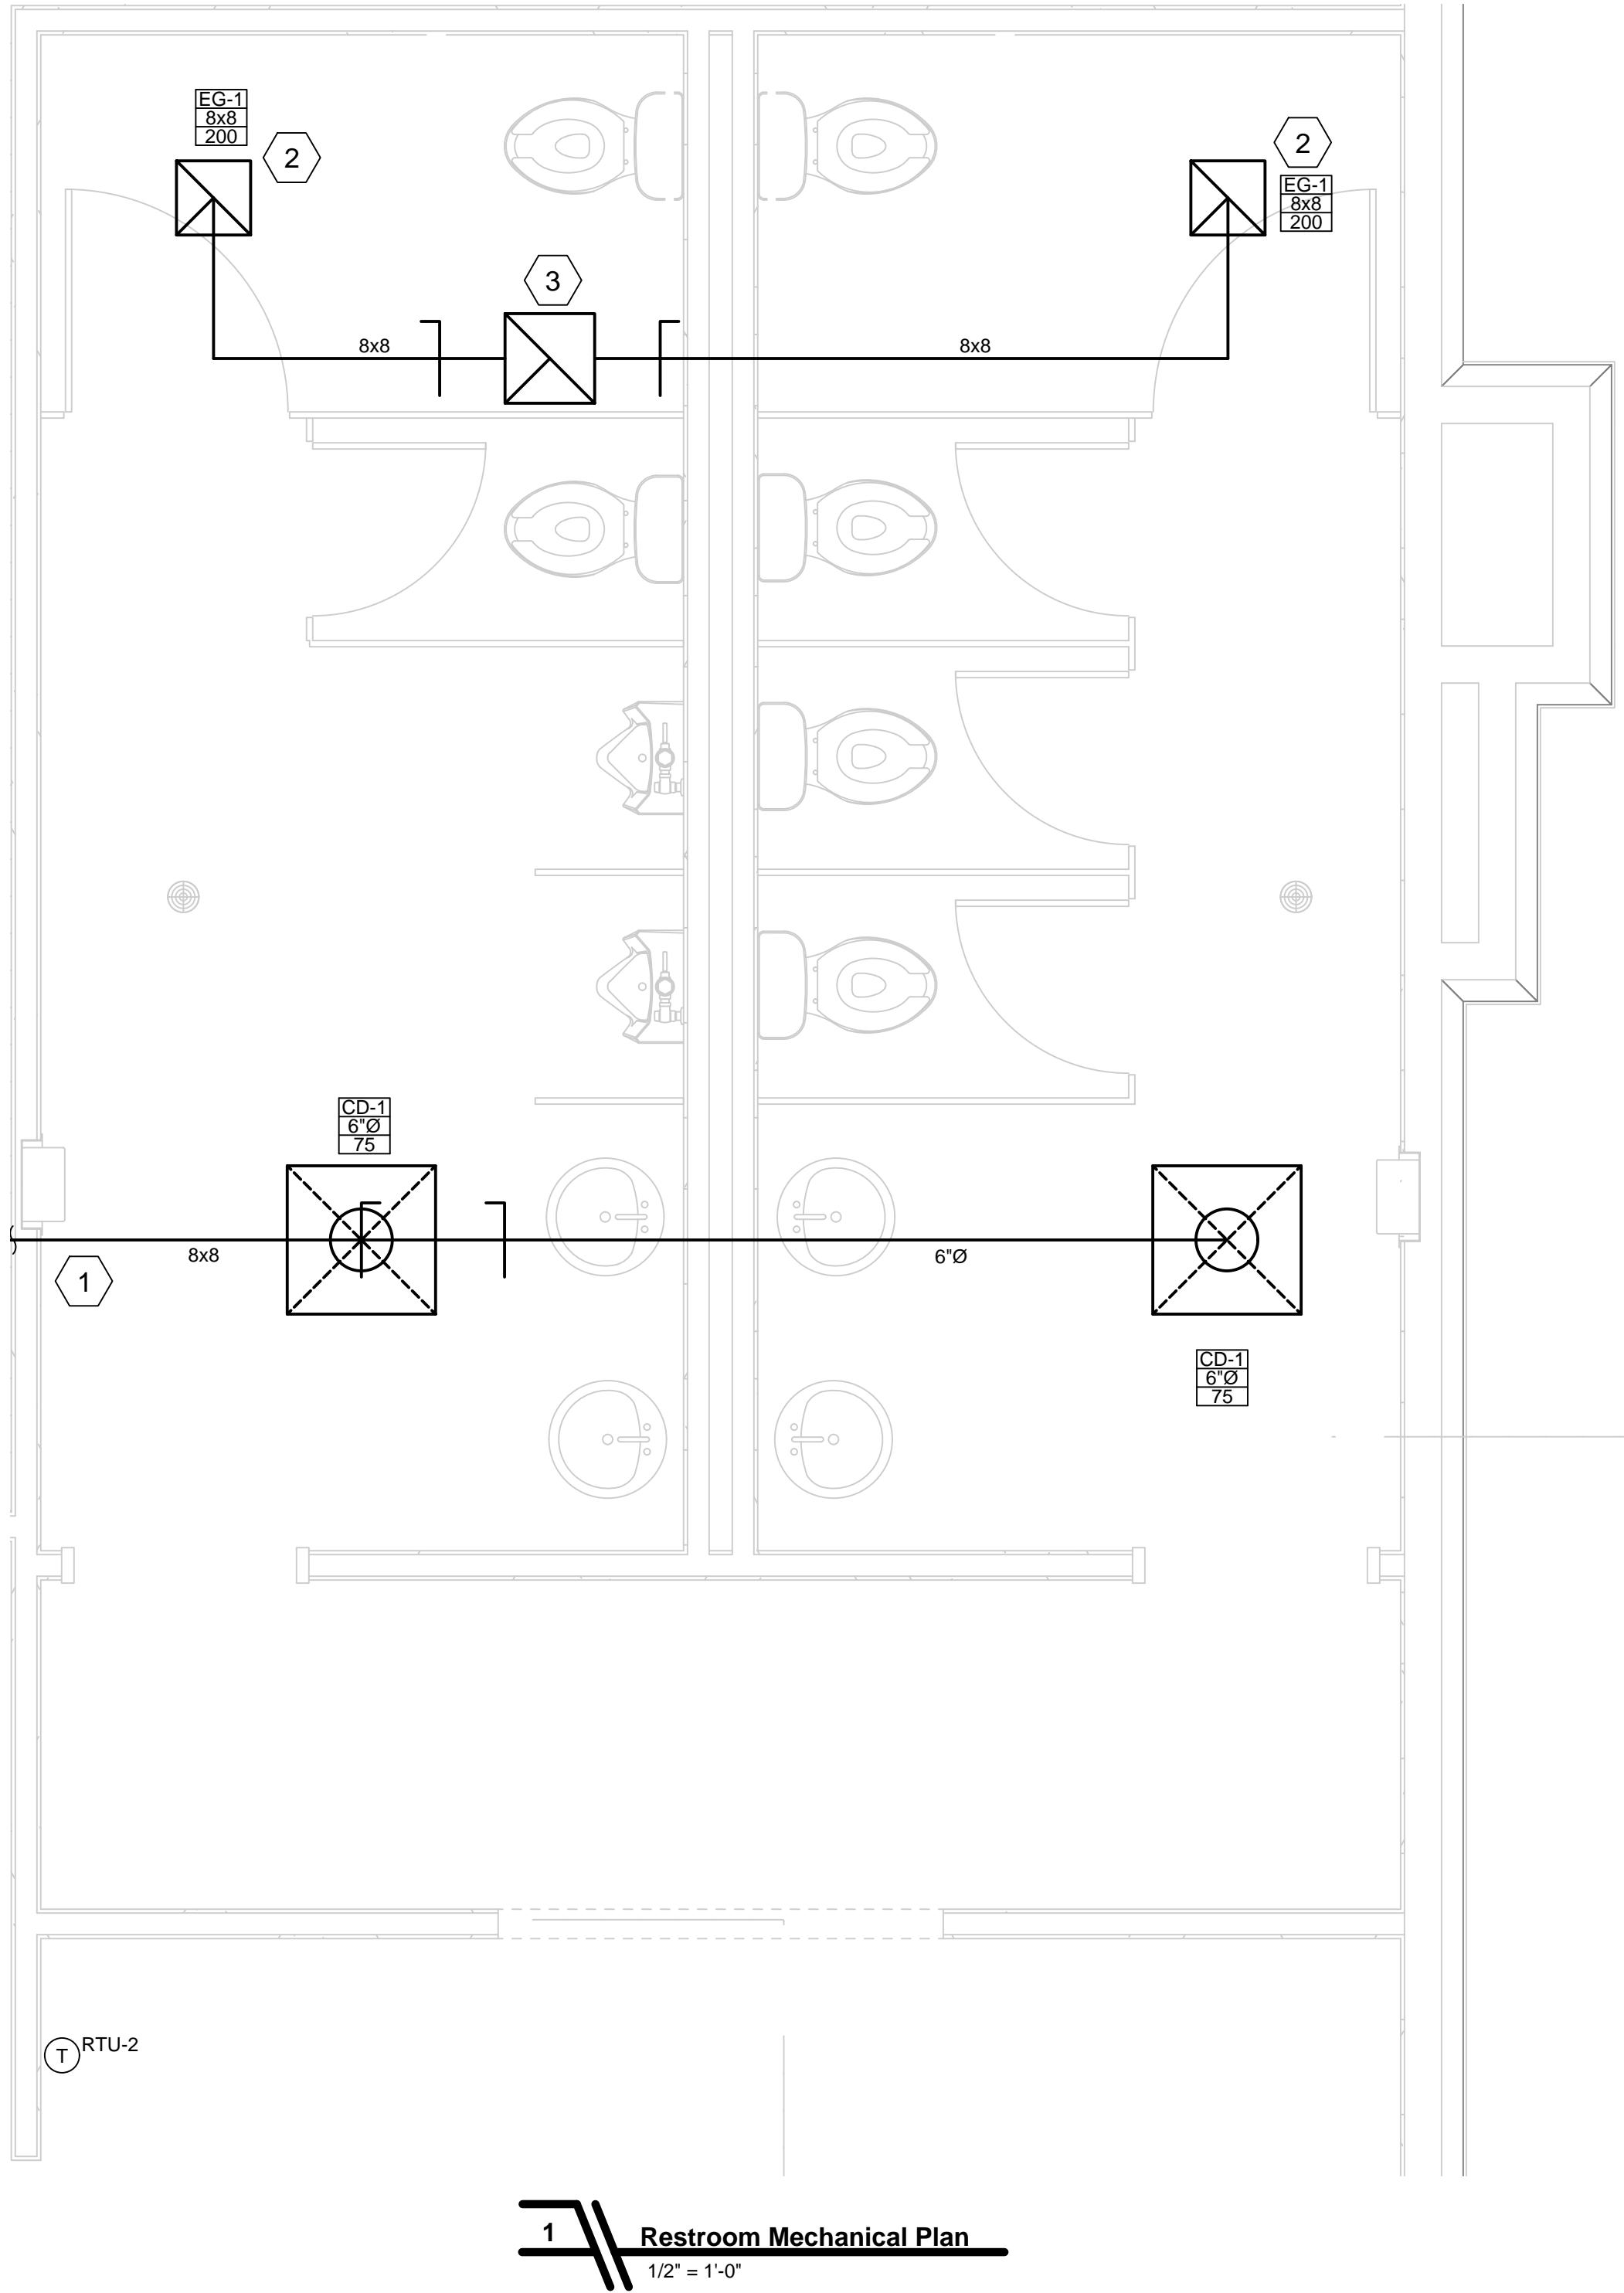 EG-1
8x8
200
2
2
EG-1
8x8
200
3
8x8
8x8
CD-1
6"Ø
75
8x8
6"Ø
1
CD-1
6"Ø
75
T
RTU-2
1
Restroom Mechanical Plan
1/2" = 1'-0"